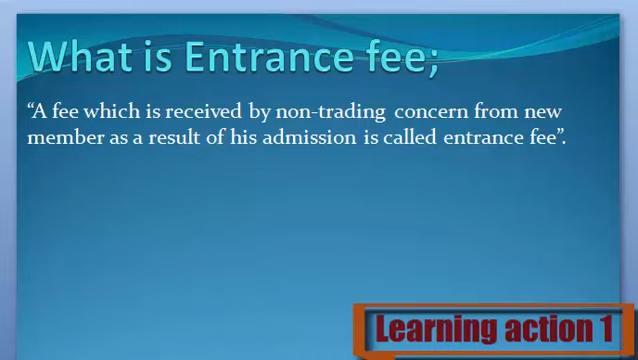 What is Entrance fee;
“A fee which is received by non-trading concern from new
member as a result of his admission is called entrance fee”.
Learning action 1